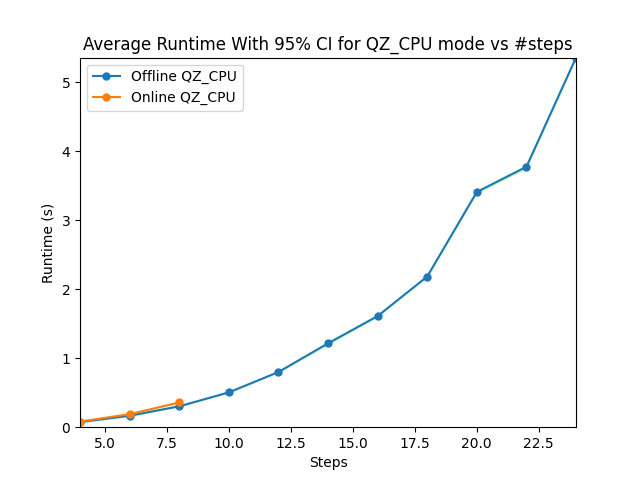 Average Runtime With 95% CI for QZ_CPU mode vs #steps
Offline QZ_CPU
Online QZ_CPU
5
4
3
2
1
0
Runtime (s)
5.0 7.5 10.0 12.5 15.0 17.5 20.0 22.5
Steps